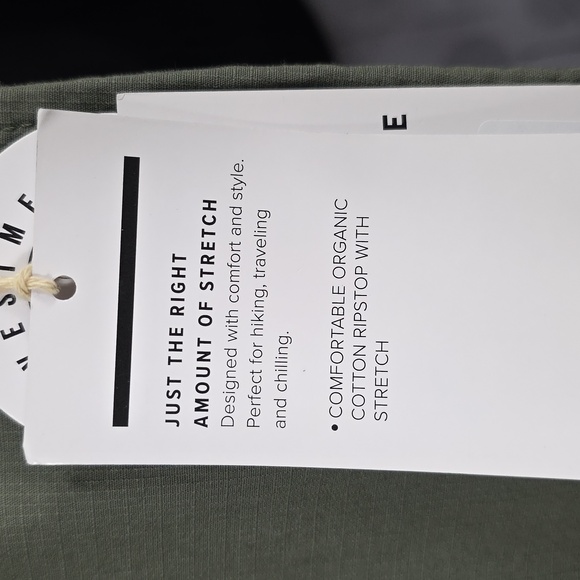 JUST THE RIGHT
AMOUNT OF STRETCH
Designed with comfort and style.
Perfect for hiking, traveling
and chilling.
• COMFORTABLE ORGANIC
COTTON RIPSTOP WITH
STRETCH
E